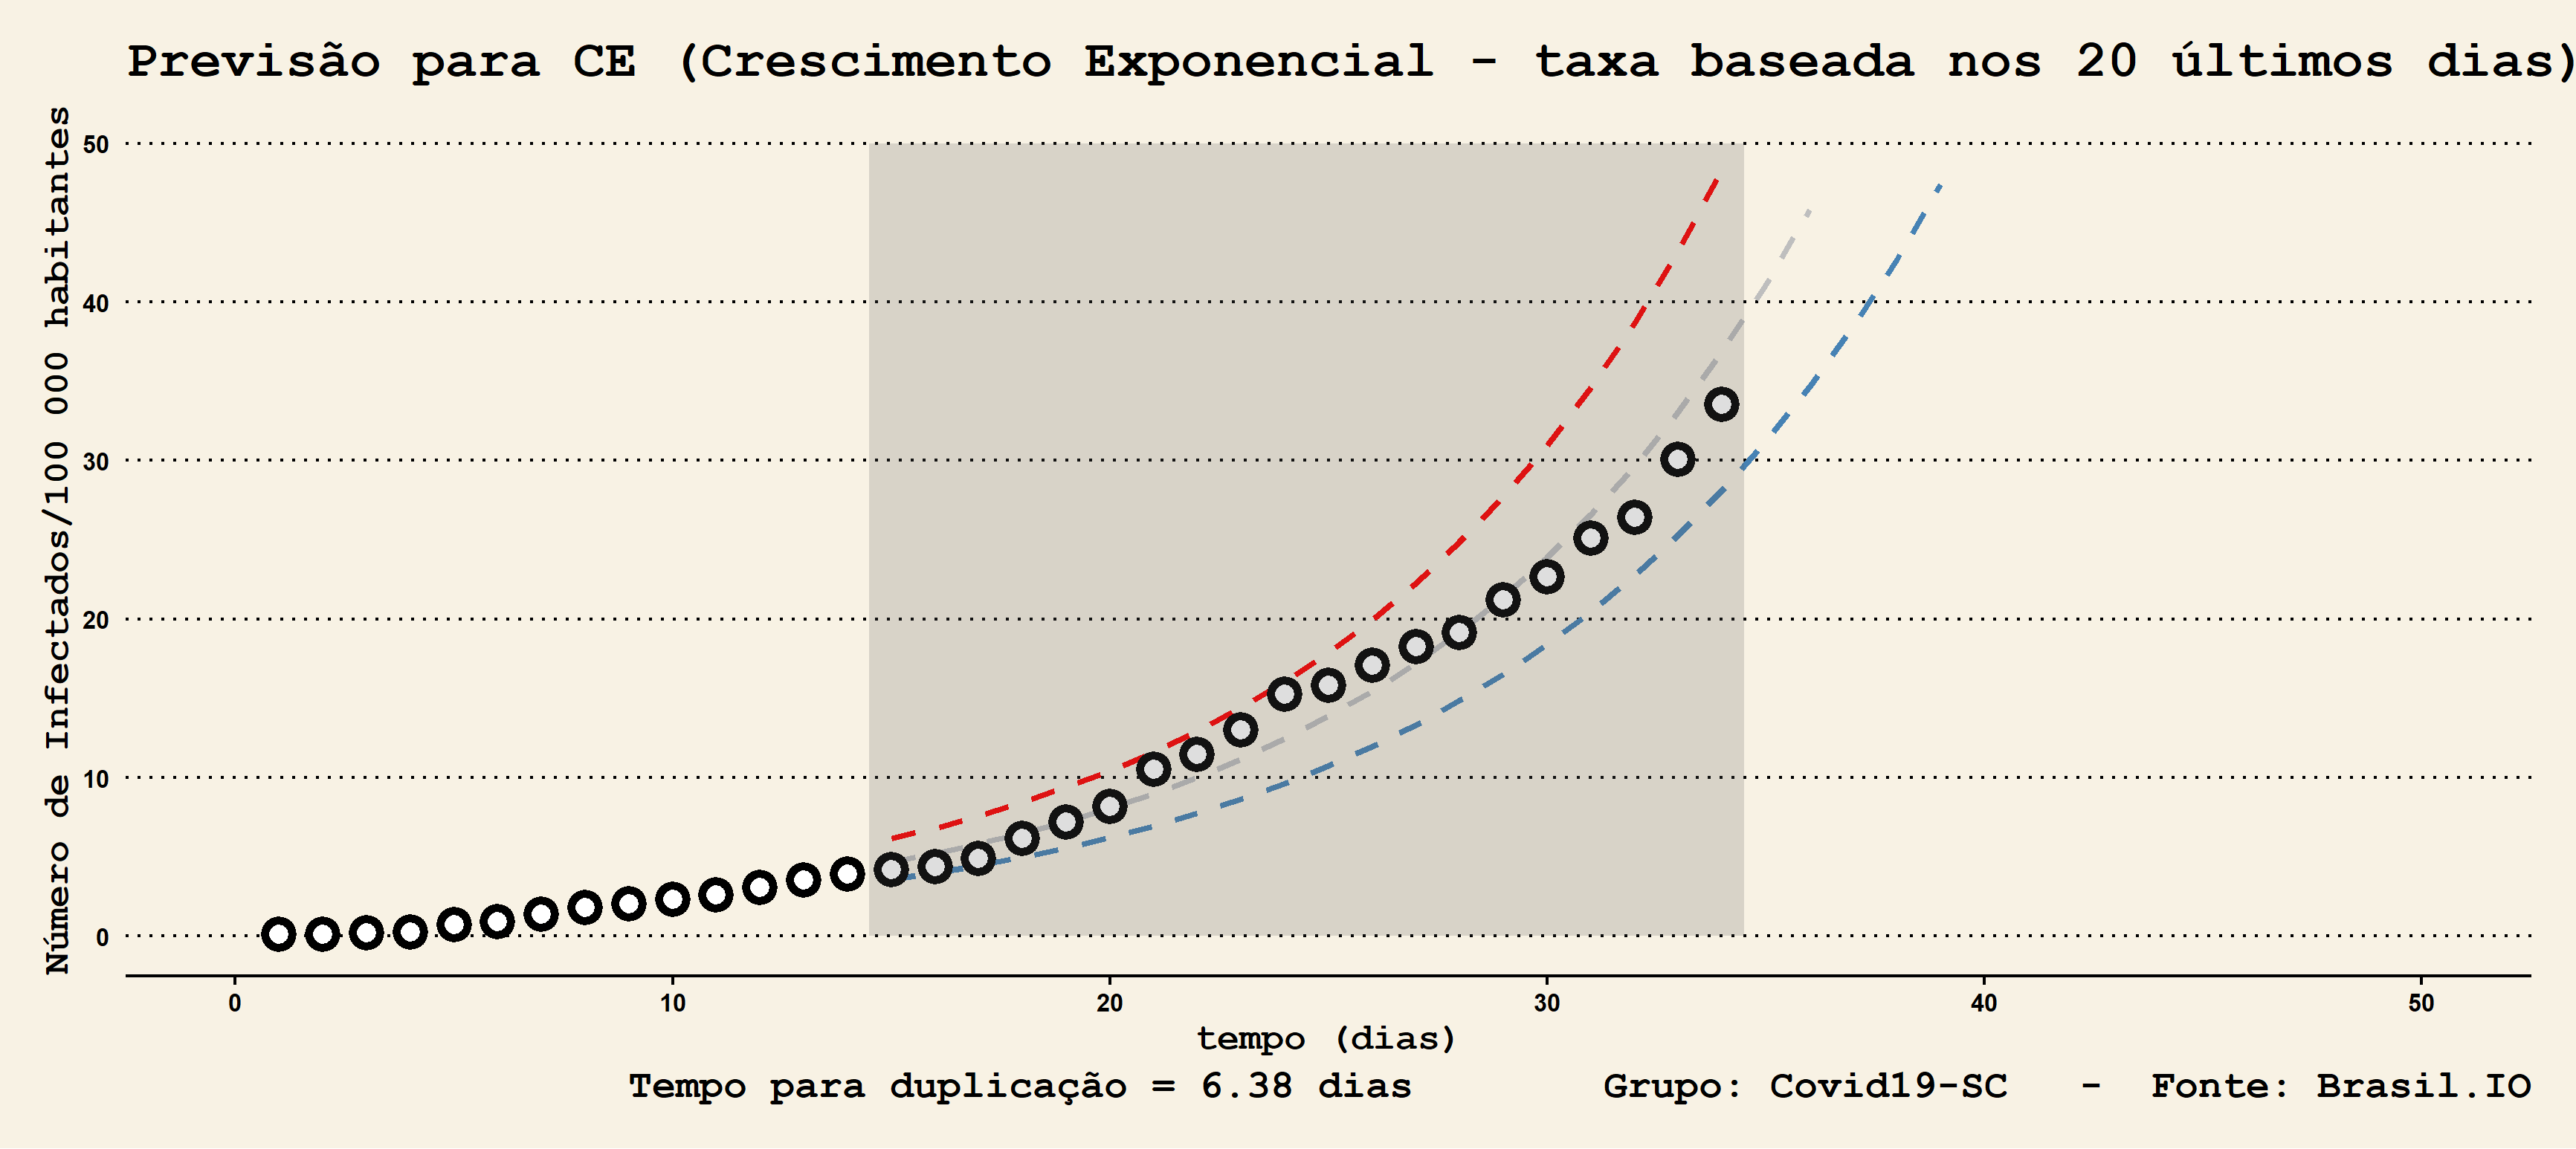 Previsão para CE (Crescimento Exponencial - taxa baseada nos 20 últimos dias)
Número de Infectados/100 000 habitantes
50
40
30
20
10
0
0 10 20 30 40 50
tempo (dias)
Tempo para duplicação = 6.38 dias Grupo: Covid19-SC - Fonte: Brasil.IO